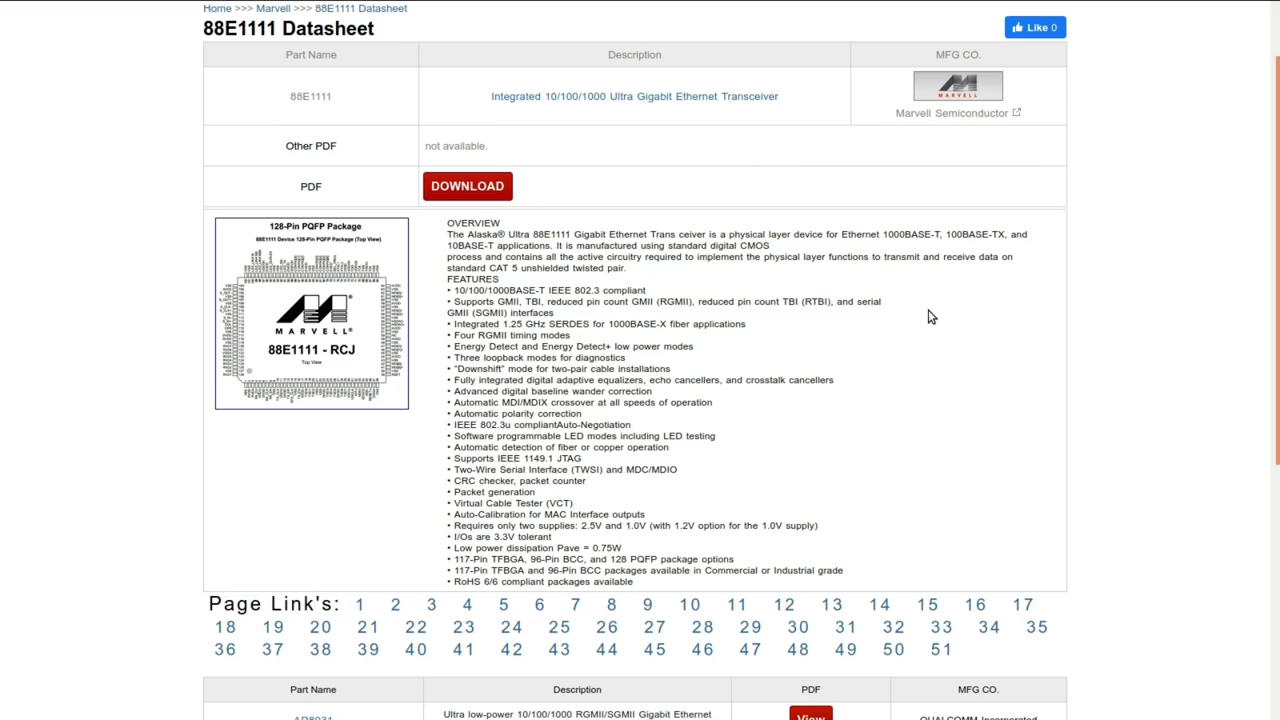 Home >>> Marvell >>> 88E1111 Datasheet
88E1111 Datasheet
Like 0
Part Name Description MFG CO.
88E1111 Integrated 10/100/1000 Ultra Gigabit Ethernet Transceiver
MARVELL
Marvell Semiconductor
Other PDF not available.
PDF DOWNLOAD
128-Pin PQFP Package
88E1111 Device 128-Pin PQFP Package (Top View)
MARVELL®
88E1111 - RCJ
Top View
OVERVIEW
The Alaska® Ultra 88E1111 Gigabit Ethernet Trans ceiver is a physical layer device for Ethernet 1000BASE-T, 100BASE-TX, and
10BASE-T applications. It is manufactured using standard digital CMOS
process and contains all the active circuitry required to implement the physical layer functions to transmit and receive data on
standard CAT 5 unshielded twisted pair.
FEATURES
• 10/100/1000BASE-T IEEE 802.3 compliant
• Supports GMII, TBI, reduced pin count GMII (RGMII), reduced pin count TBI (RTBI), and serial
GMII (SGMII) interfaces
• Integrated 1.25 GHz SERDES for 1000BASE-X fiber applications
• Four RGMII timing modes
• Energy Detect and Energy Detect+ low power modes
• Three loopback modes for diagnostics
• “Downshift” mode for two-pair cable installations
• Fully integrated digital adaptive equalizers, echo cancellers, and crosstalk cancellers
• Advanced digital baseline wander correction
• Automatic MDI/MDIX crossover at all speeds of operation
• Automatic polarity correction
• IEEE 802.3u compliantAuto-Negotiation
• Software programmable LED modes including LED testing
• Automatic detection of fiber or copper operation
• Supports IEEE 1149.1 JTAG
• Two-Wire Serial Interface (TWSI) and MDC/MDIO
• CRC checker, packet counter
• Packet generation
• Virtual Cable Tester (VCT)
• Auto-Calibration for MAC Interface outputs
• Requires only two supplies: 2.5V and 1.0V (with 1.2V option for the 1.0V supply)
• I/Os are 3.3V tolerant
• Low power dissipation Pave = 0.75W
• 117-Pin TFBGA, 96-Pin BCC, and 128 PQFP package options
• 117-Pin TFBGA and 96-Pin BCC packages available in Commercial or Industrial grade
• RoHS 6/6 compliant packages available
Page Link's: 1 2 3 4 5 6 7 8 9 10 11 12 13 14 15 16 17
18 19 20 21 22 23 24 25 26 27 28 29 30 31 32 33 34 35
36 37 38 39 40 41 42 43 44 45 46 47 48 49 50 51
Part Name Description PDF MFG CO.
AR8031 Ultra low-power 10/100/1000 RGMII/SGMII Gigabit Ethernet View QUALCOMM Incorporated